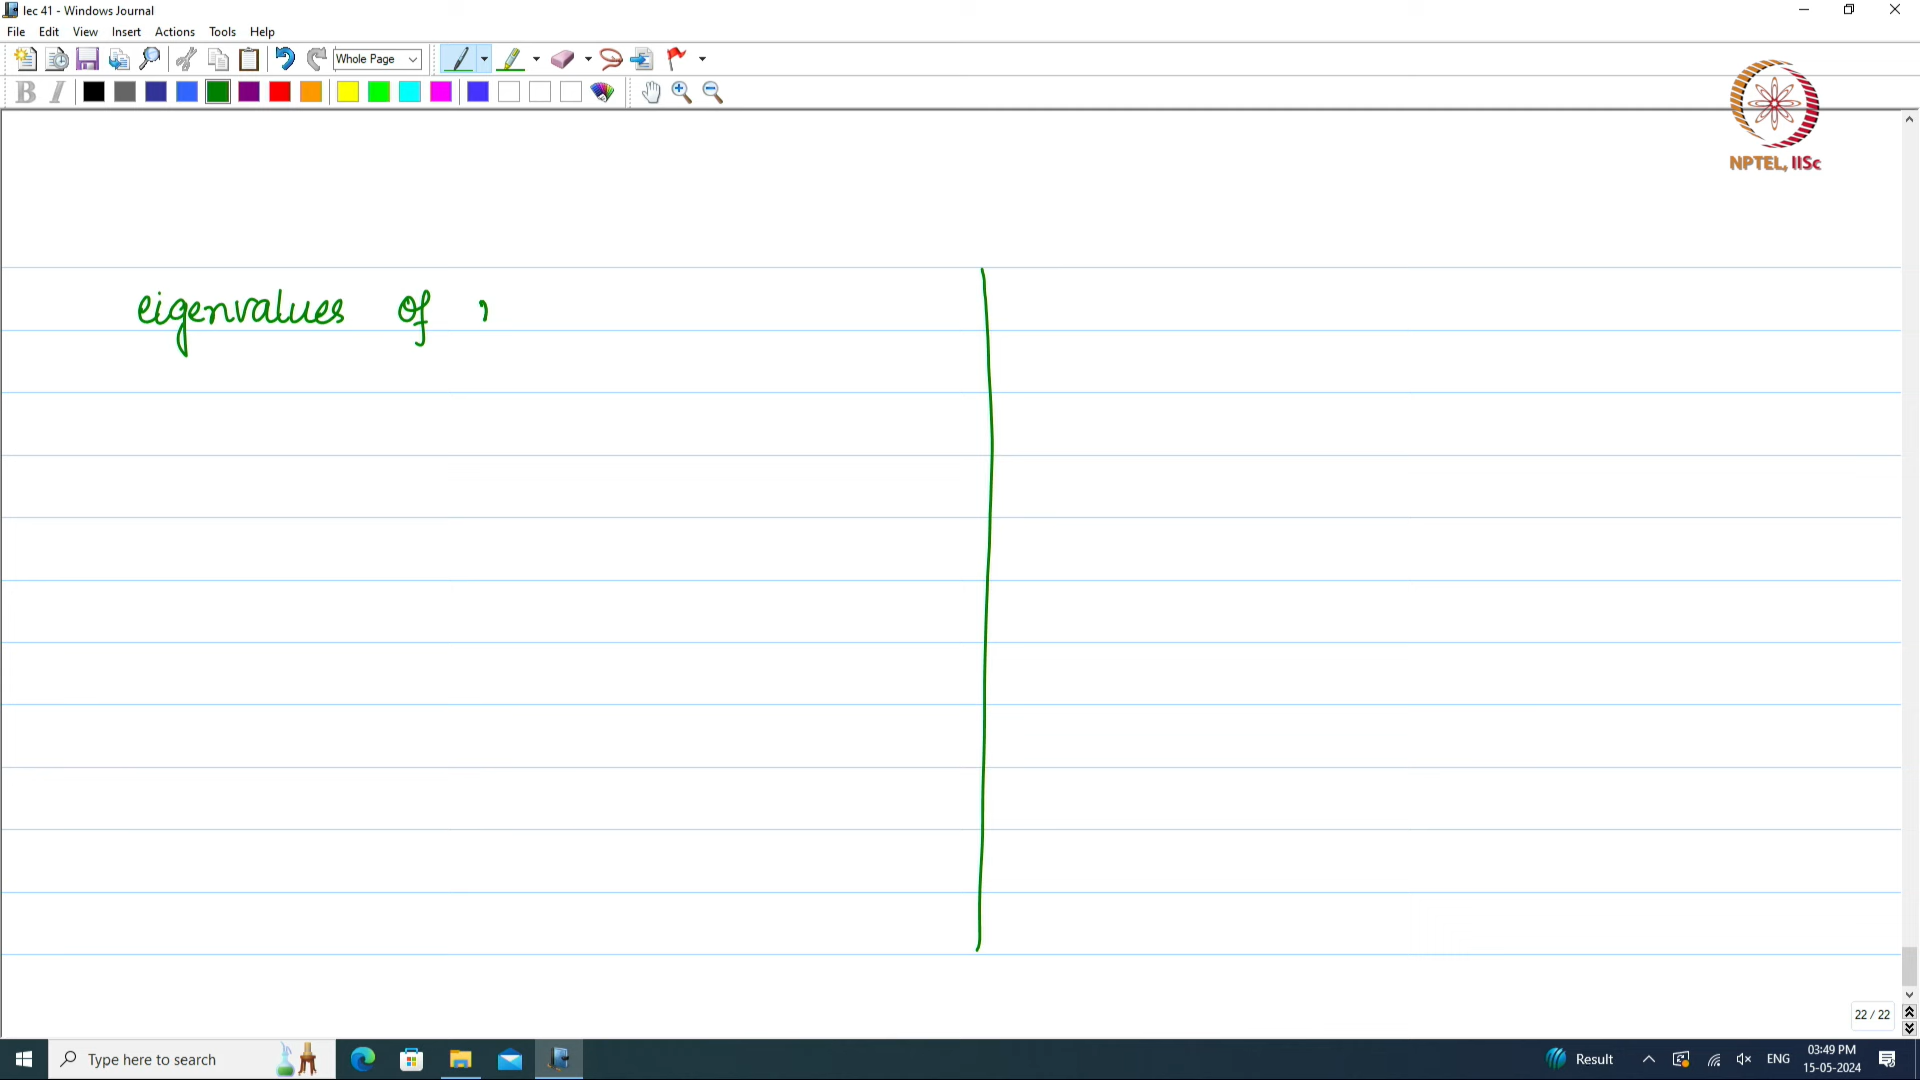 lec 41 - Windows Journal
File Edit View Insert Actions Tools Help
Whole Page
B I
NPTEL, IISc
eigenvalues of
22 / 22
Type here to search
Result
ENG
03:49 PM
15-05-2024